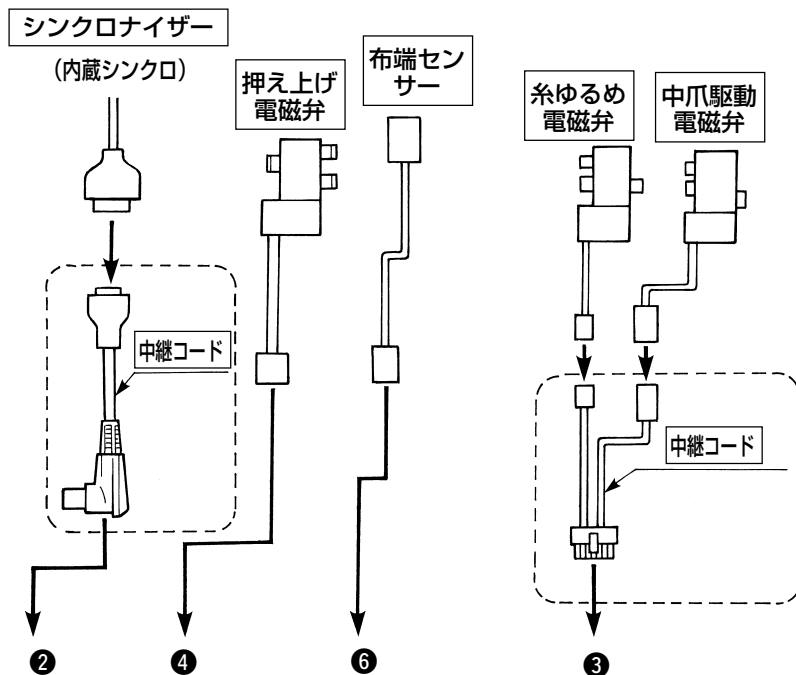 シンクロナイザー
（内蔵シンクロ）
押え上げ
電磁弁
布端セン
サー
糸ゆるめ
電磁弁
中爪駆動
電磁弁
中継コード
中継コード
❷
❹
❻
❸